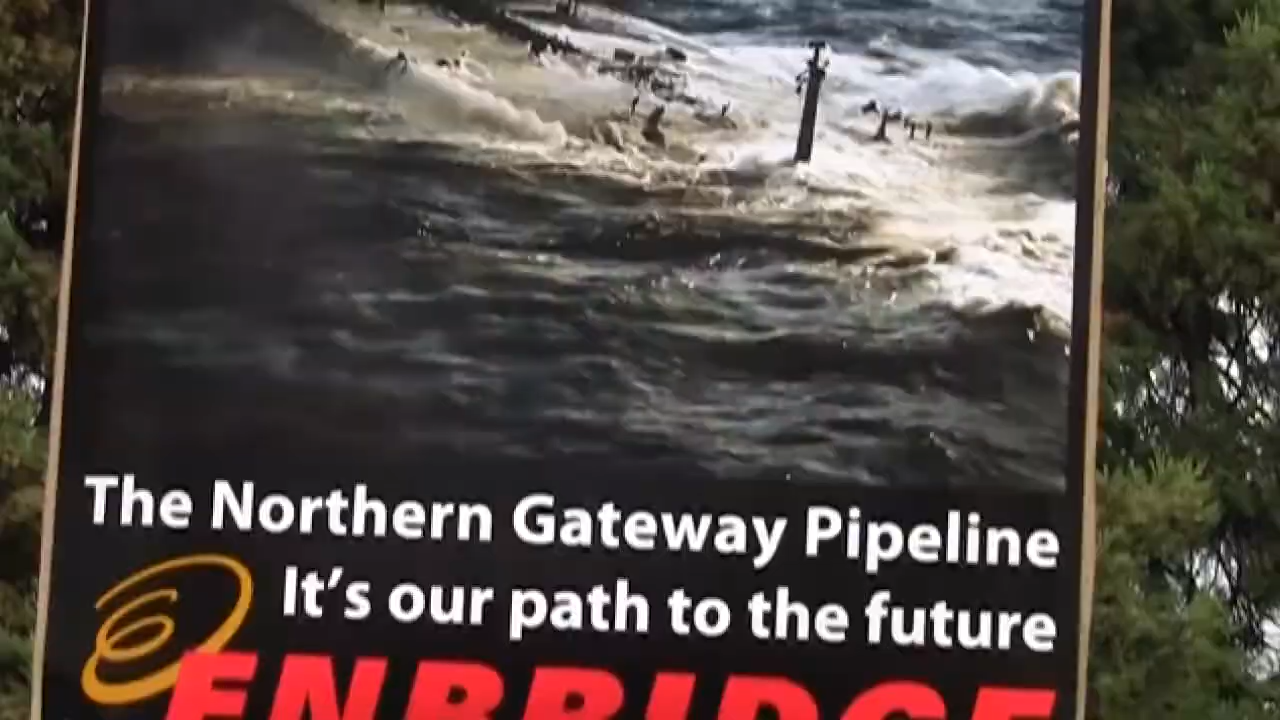 The Northern Gateway Pipeline
It's our path to the future
ENBRIDGE